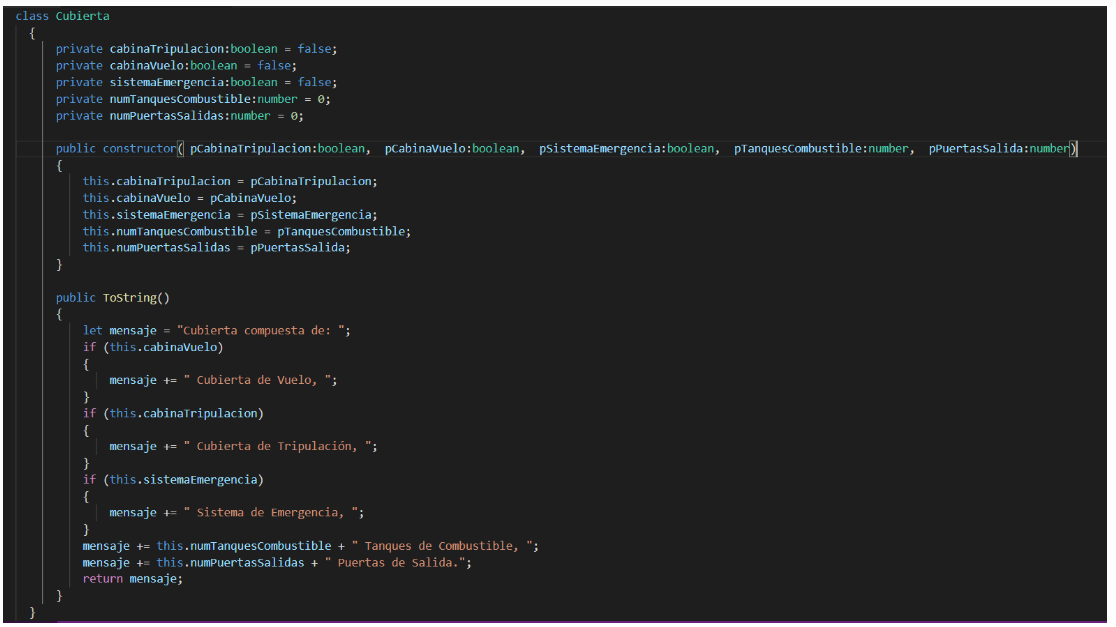 class Cubierta
{
private cabinaTripulacion:boolean = false;
private cabinaVuelo:boolean = false;
private sistemaEmergencia:boolean = false;
private numTanquesCombustible:number = 0;
private numPuertasSalidas:number = 0;
public constructor( pCabinaTripulacion:boolean,  pCabinaVuelo:boolean,  pSistemaEmergencia:boolean,  pTanquesCombustible:number,  pPuertasSalida:number)
{
this.cabinaTripulacion = pCabinaTripulacion;
this.cabinaVuelo = pCabinaVuelo;
this.sistemaEmergencia = pSistemaEmergencia;
this.numTanquesCombustible = pTanquesCombustible;
this.numPuertasSalidas = pPuertasSalida;
}
public ToString()
{
let mensaje = "Cubierta compuesta de: ";
if (this.cabinaVuelo)
{
mensaje += " Cubierta de Vuelo, ";
}
if (this.cabinaTripulacion)
{
mensaje += " Cubierta de Tripulación, ";
}
if (this.sistemaEmergencia)
{
mensaje += " Sistema de Emergencia, ";
}
mensaje += this.numTanquesCombustible + " Tanques de Combustible, ";
mensaje += this.numPuertasSalidas + " Puertas de Salida.";
return mensaje;
}
}